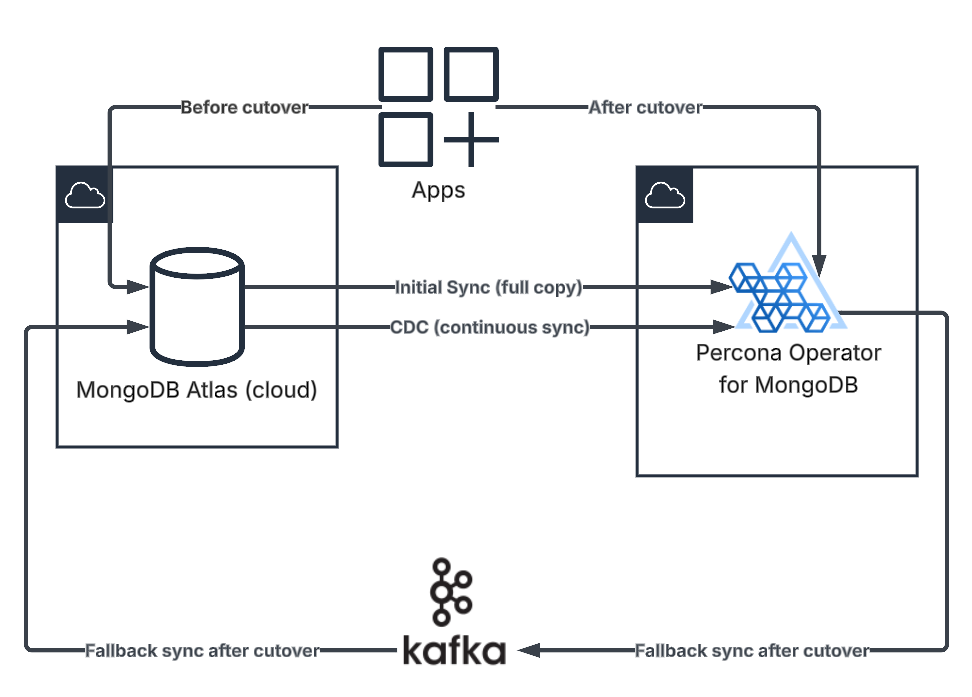 Before cutover
After cutover
Apps
Initial Sync (full copy)
CDC (continuous sync)
MongoDB Atlas (cloud)
Percona Operator
for MongoDB
kafka
Fallback sync after cutover
Fallback sync after cutover